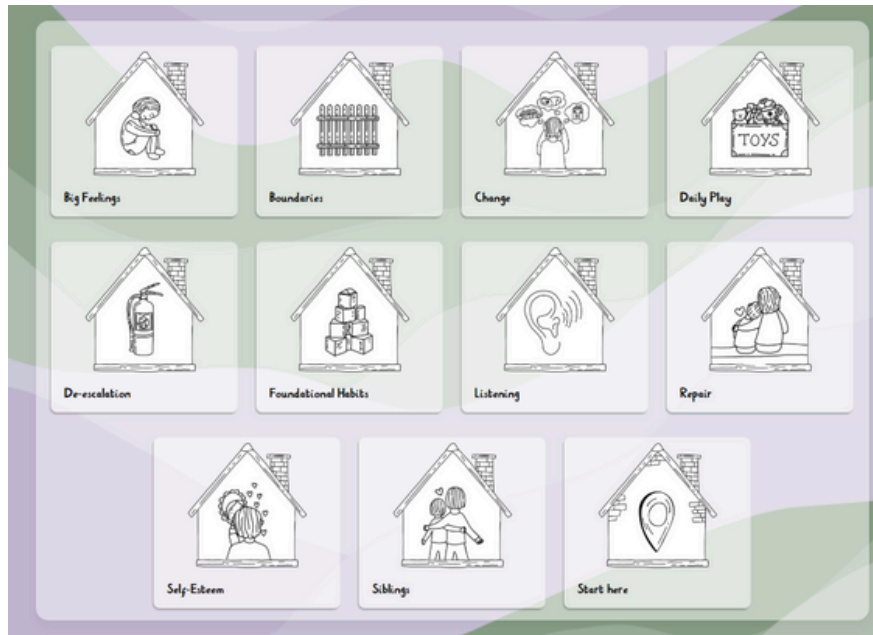 Big Feelings
Boundaries
Change
TOYS
Daily Play
De-escalation
Foundational Habits
Listening
Repair
Self-Esteem
Siblings
Start here